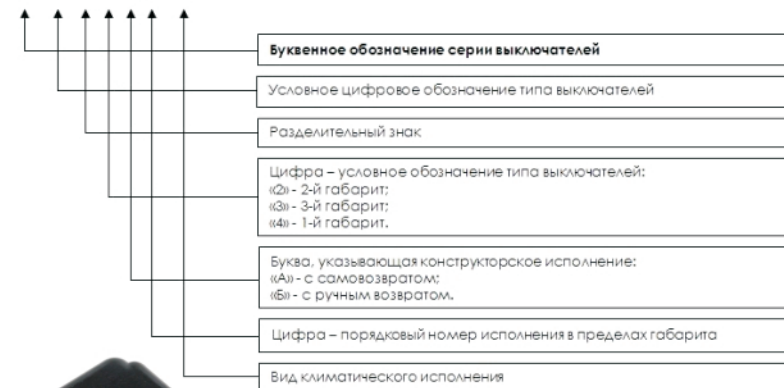 Буквенное обозначение серии выключателей
Условное цифровое обозначение типа выключателей
Разделительный знак
Цифра – условное обозначение типа выключателей:
«2» - 2-й габарит;
«3» - 3-й габарит;
«4» - 1-й габарит.
Буква, указывающая конструкторское исполнение:
«А» - с самовозвратом;
«Б» - с ручным возвратом.
Цифра – порядковый номер исполнения в пределах габарита
Вид климатического исполнения